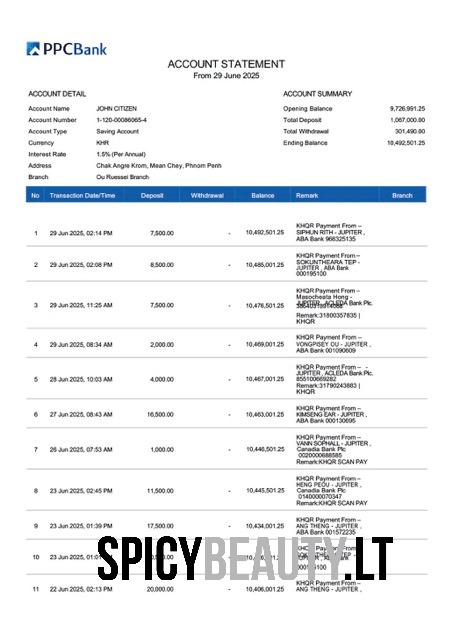 PPCBank
ACCOUNT STATEMENT
From 29 June 2025
ACCOUNT DETAIL
ACCOUNT SUMMARY
Account Name JOHN CITIZEN
Opening Balance 9,726,991.25
Account Number 1-120-00086065-4
Total Deposit 1,067,000.00
Account Type Saving Account
Total Withdrawal 301,490.00
Currency KHR
Ending Balance 10,492,501.25
Interest Rate 1.5% (Per Annual)
Address Chak Angre Krom, Mean Chey, Phnom Penh
Branch Ou Ruessei Branch
No Transaction Date/Time Deposit Withdrawal Balance Remark Branch
KHQR Payment From –
1 29 Jun 2025, 02:14 PM 7,500.00 - 10,492,501.25 SIPHUN RITH - JUPITER ,
ABA Bank 966325135
KHQR Payment From –
2 29 Jun 2025, 02:08 PM 8,500.00 - 10,485,001.25 SOKUNTHEARA TEP -
JUPITER , ABA Bank
000195100
KHQR Payment From –
Masocheata Hong -
3 29 Jun 2025, 11:25 AM 7,500.00 - 10,476,501.25 JUPITER , ACLEDA Bank Plc.
Remark:31800357835 |
KHQR
KHQR Payment From –
4 29 Jun 2025, 08:34 AM 2,000.00 - 10,469,001.25 VONGPISEY OU - JUPITER ,
ABA Bank 001090609
KHQR Payment From – -
JUPITER , ACLEDA Bank Plc.
5 28 Jun 2025, 10:03 AM 4,000.00 - 10,467,001.25 855100669282
Remark:31790243883 |
KHQR
KHQR Payment From –
6 27 Jun 2025, 08:43 AM 16,500.00 - 10,463,001.25 KIMSENG EAR - JUPITER ,
ABA Bank 000130695
KHQR Payment From –
VANN SOPHALL - JUPITER ,
7 26 Jun 2025, 07:53 AM 1,000.00 - 10,446,501.25 Canadia Bank Plc
0020000688585
Remark:KHQR SCAN PAY
KHQR Payment From –
HENG PEOU - JUPITER ,
8 23 Jun 2025, 02:45 PM 11,500.00 - 10,445,501.25 Canadia Bank Plc
0140000070347
Remark:KHQR SCAN PAY
KHQR Payment From –
9 23 Jun 2025, 01:39 PM 17,500.00 - 10,434,001.25 ANG THENG - JUPITER ,
ABA Bank 001572235
10 23 Jun 2025,
SPICYBEAUTY.LT
KHQR Payment From –
11 22 Jun 2025, 02:13 PM 20,000.00 - 10,406,001.25 ANG THENG - JUPITER ,